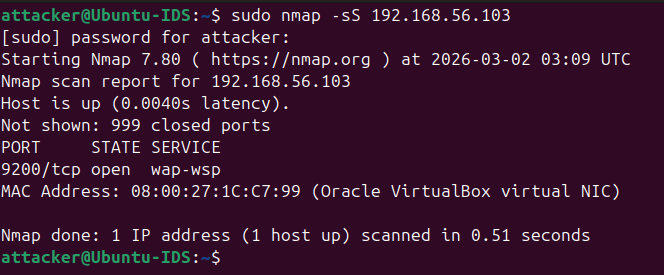 attacker@Ubuntu-IDS:~$ sudo nmap -sS 192.168.56.103
[sudo] password for attacker:
Starting Nmap 7.80 ( https://nmap.org ) at 2026-03-02 03:09 UTC
Nmap scan report for 192.168.56.103
Host is up (0.0040s latency).
Not shown: 999 closed ports
PORT     STATE SERVICE
9200/tcp open  wap-wsp
MAC Address: 08:00:27:1C:C7:99 (Oracle VirtualBox virtual NIC)

Nmap done: 1 IP address (1 host up) scanned in 0.51 seconds
attacker@Ubuntu-IDS:~$